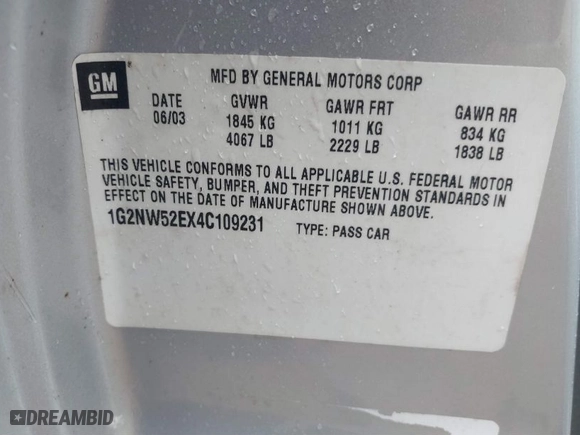 GM
MFD BY GENERAL MOTORS CORP
DATE GVWR GAWR FRT GAWR RR
06/03 1845 KG 1011 KG 834 KG
4067 LB 2229 LB 1838 LB
THIS VEHICLE CONFORMS TO ALL APPLICABLE U.S. FEDERAL MOTOR
VEHICLE SAFETY, BUMPER, AND THEFT PREVENTION STANDARDS IN
EFFECT ON THE DATE OF MANUFACTURE SHOWN ABOVE.
1G2NW52EX4C109231 TYPE: PASS CAR
DREAMBID